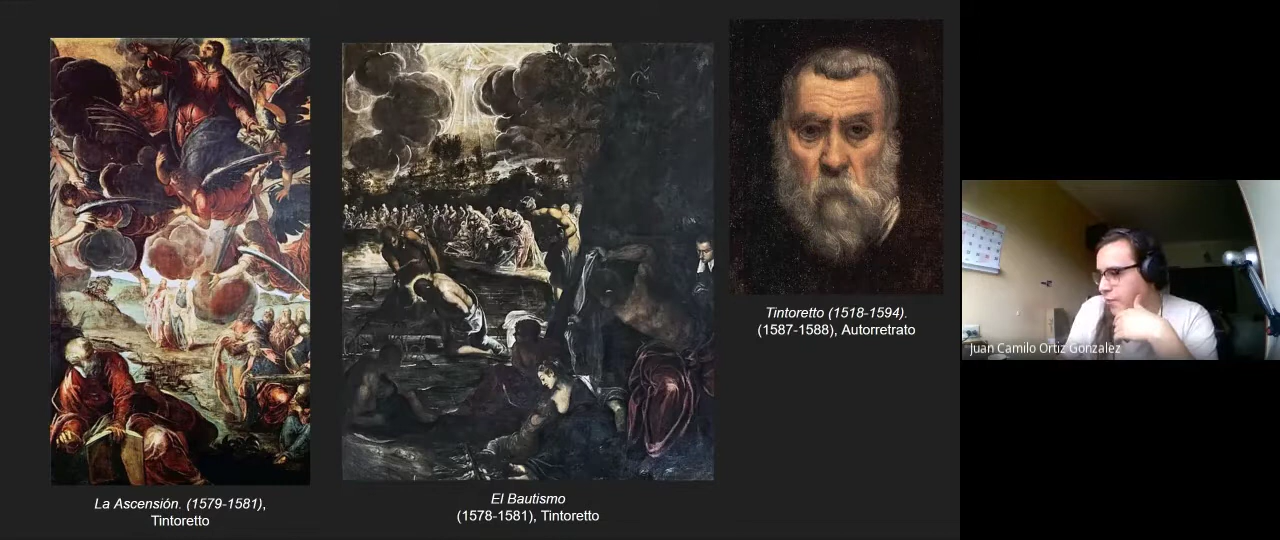 La Ascensión. (1579-1581),
Tintoretto
El Bautismo
(1578-1581), Tintoretto
Tintoretto (1518-1594).
(1587-1588), Autorretrato
Juan Camilo Ortiz Gonzalez